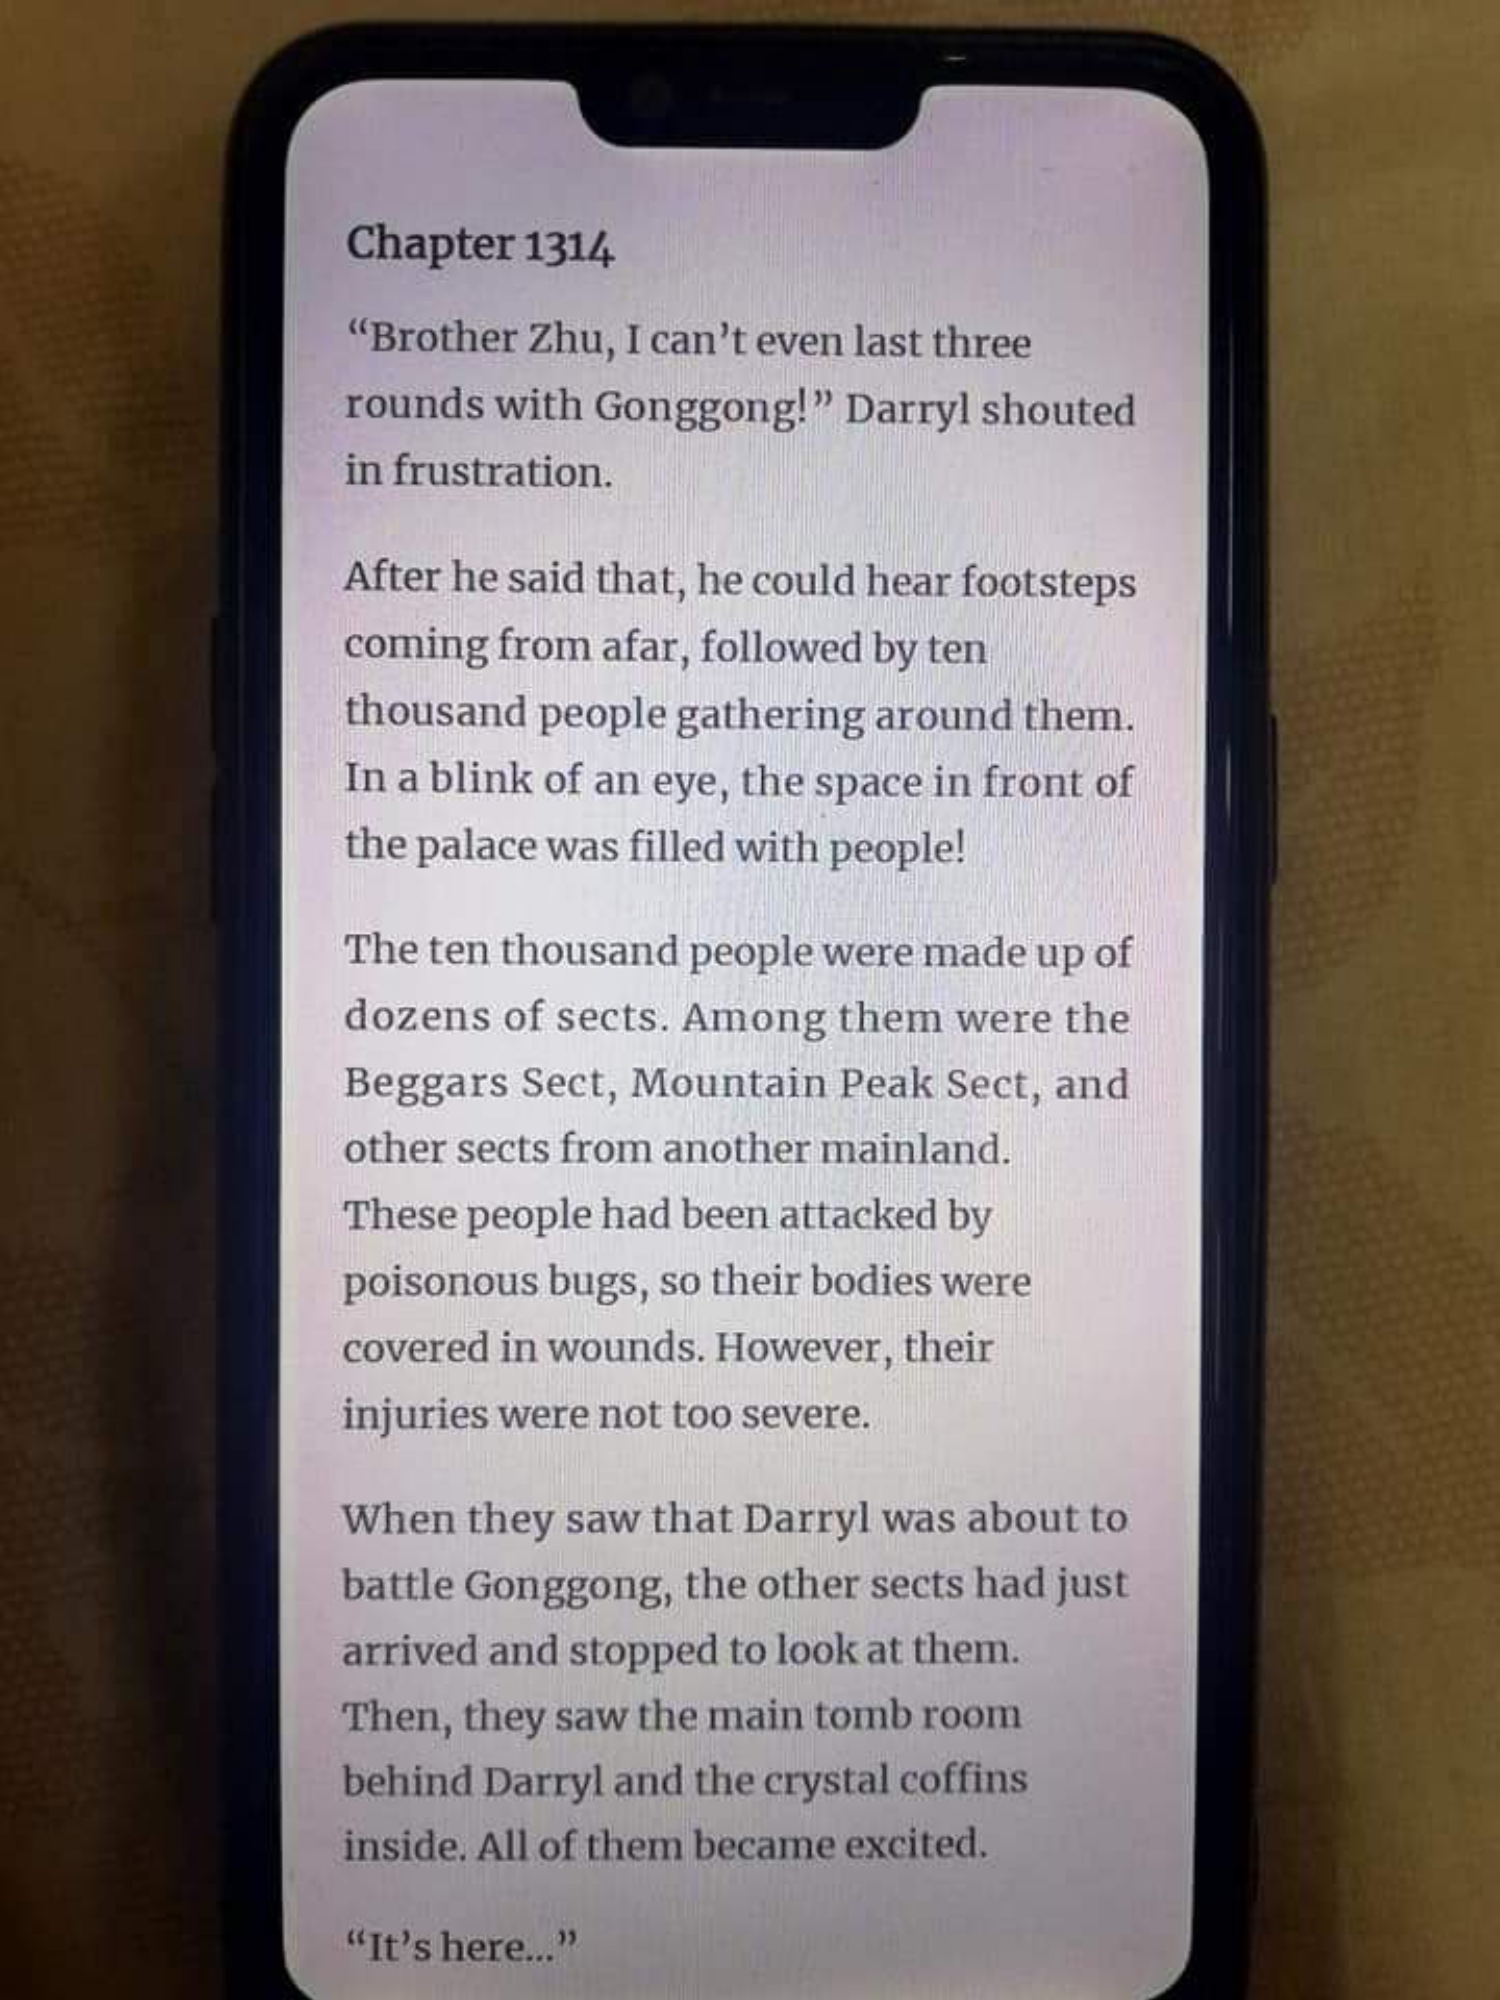 Chapter 1314
“Brother Zhu, I can’t even last three
rounds with Gonggong!” Darryl shouted
in frustration.
After he said that, he could hear footsteps
coming from afar, followed by ten
thousand people gathering around them.
In a blink of an eye, the space in front of
the palace was filled with people!
The ten thousand people were made up of
dozens of sects. Among them were the
Beggars Sect, Mountain Peak Sect, and
other sects from another mainland.
These people had been attacked by
poisonous bugs, so their bodies were
covered in wounds. However, their
injuries were not too severe.
When they saw that Darryl was about to
battle Gonggong, the other sects had just
arrived and stopped to look at them.
Then, they saw the main tomb room
behind Darryl and the crystal coffins
inside. All of them became excited.
“It’s here...”